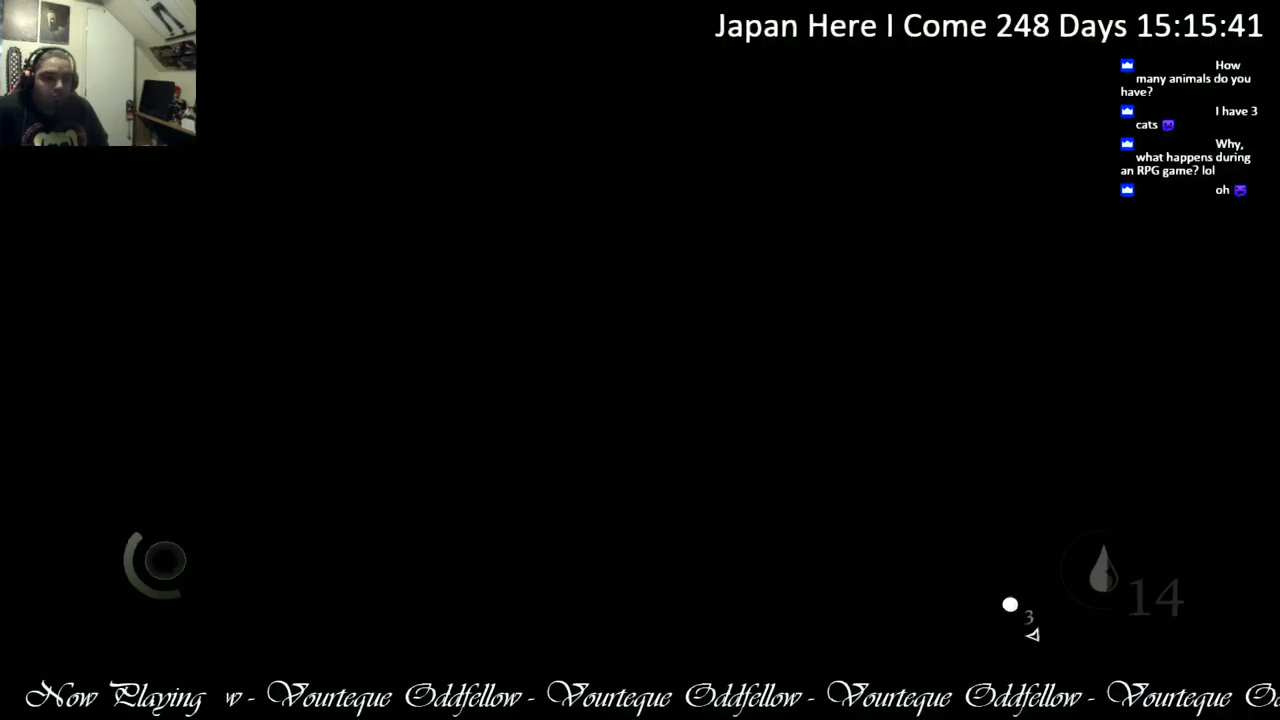 Japan Here I Come 248 Days 15:15:41
How
many animals do you
have?
I have 3
cats
Why,
what happens during
an RPG game? lol
oh
14
3
Now Playing w - Vourteque Oddfellow - Vourteque Oddfellow - Vourteque Oddfellow - Vourteque